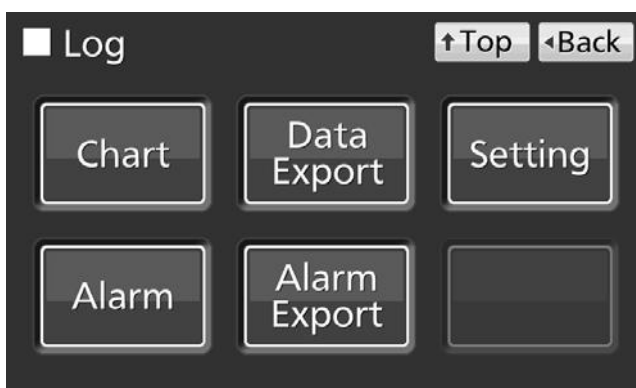 Log
↑Top
◂Back
Chart
Data
Export
Setting
Alarm
Alarm
Export